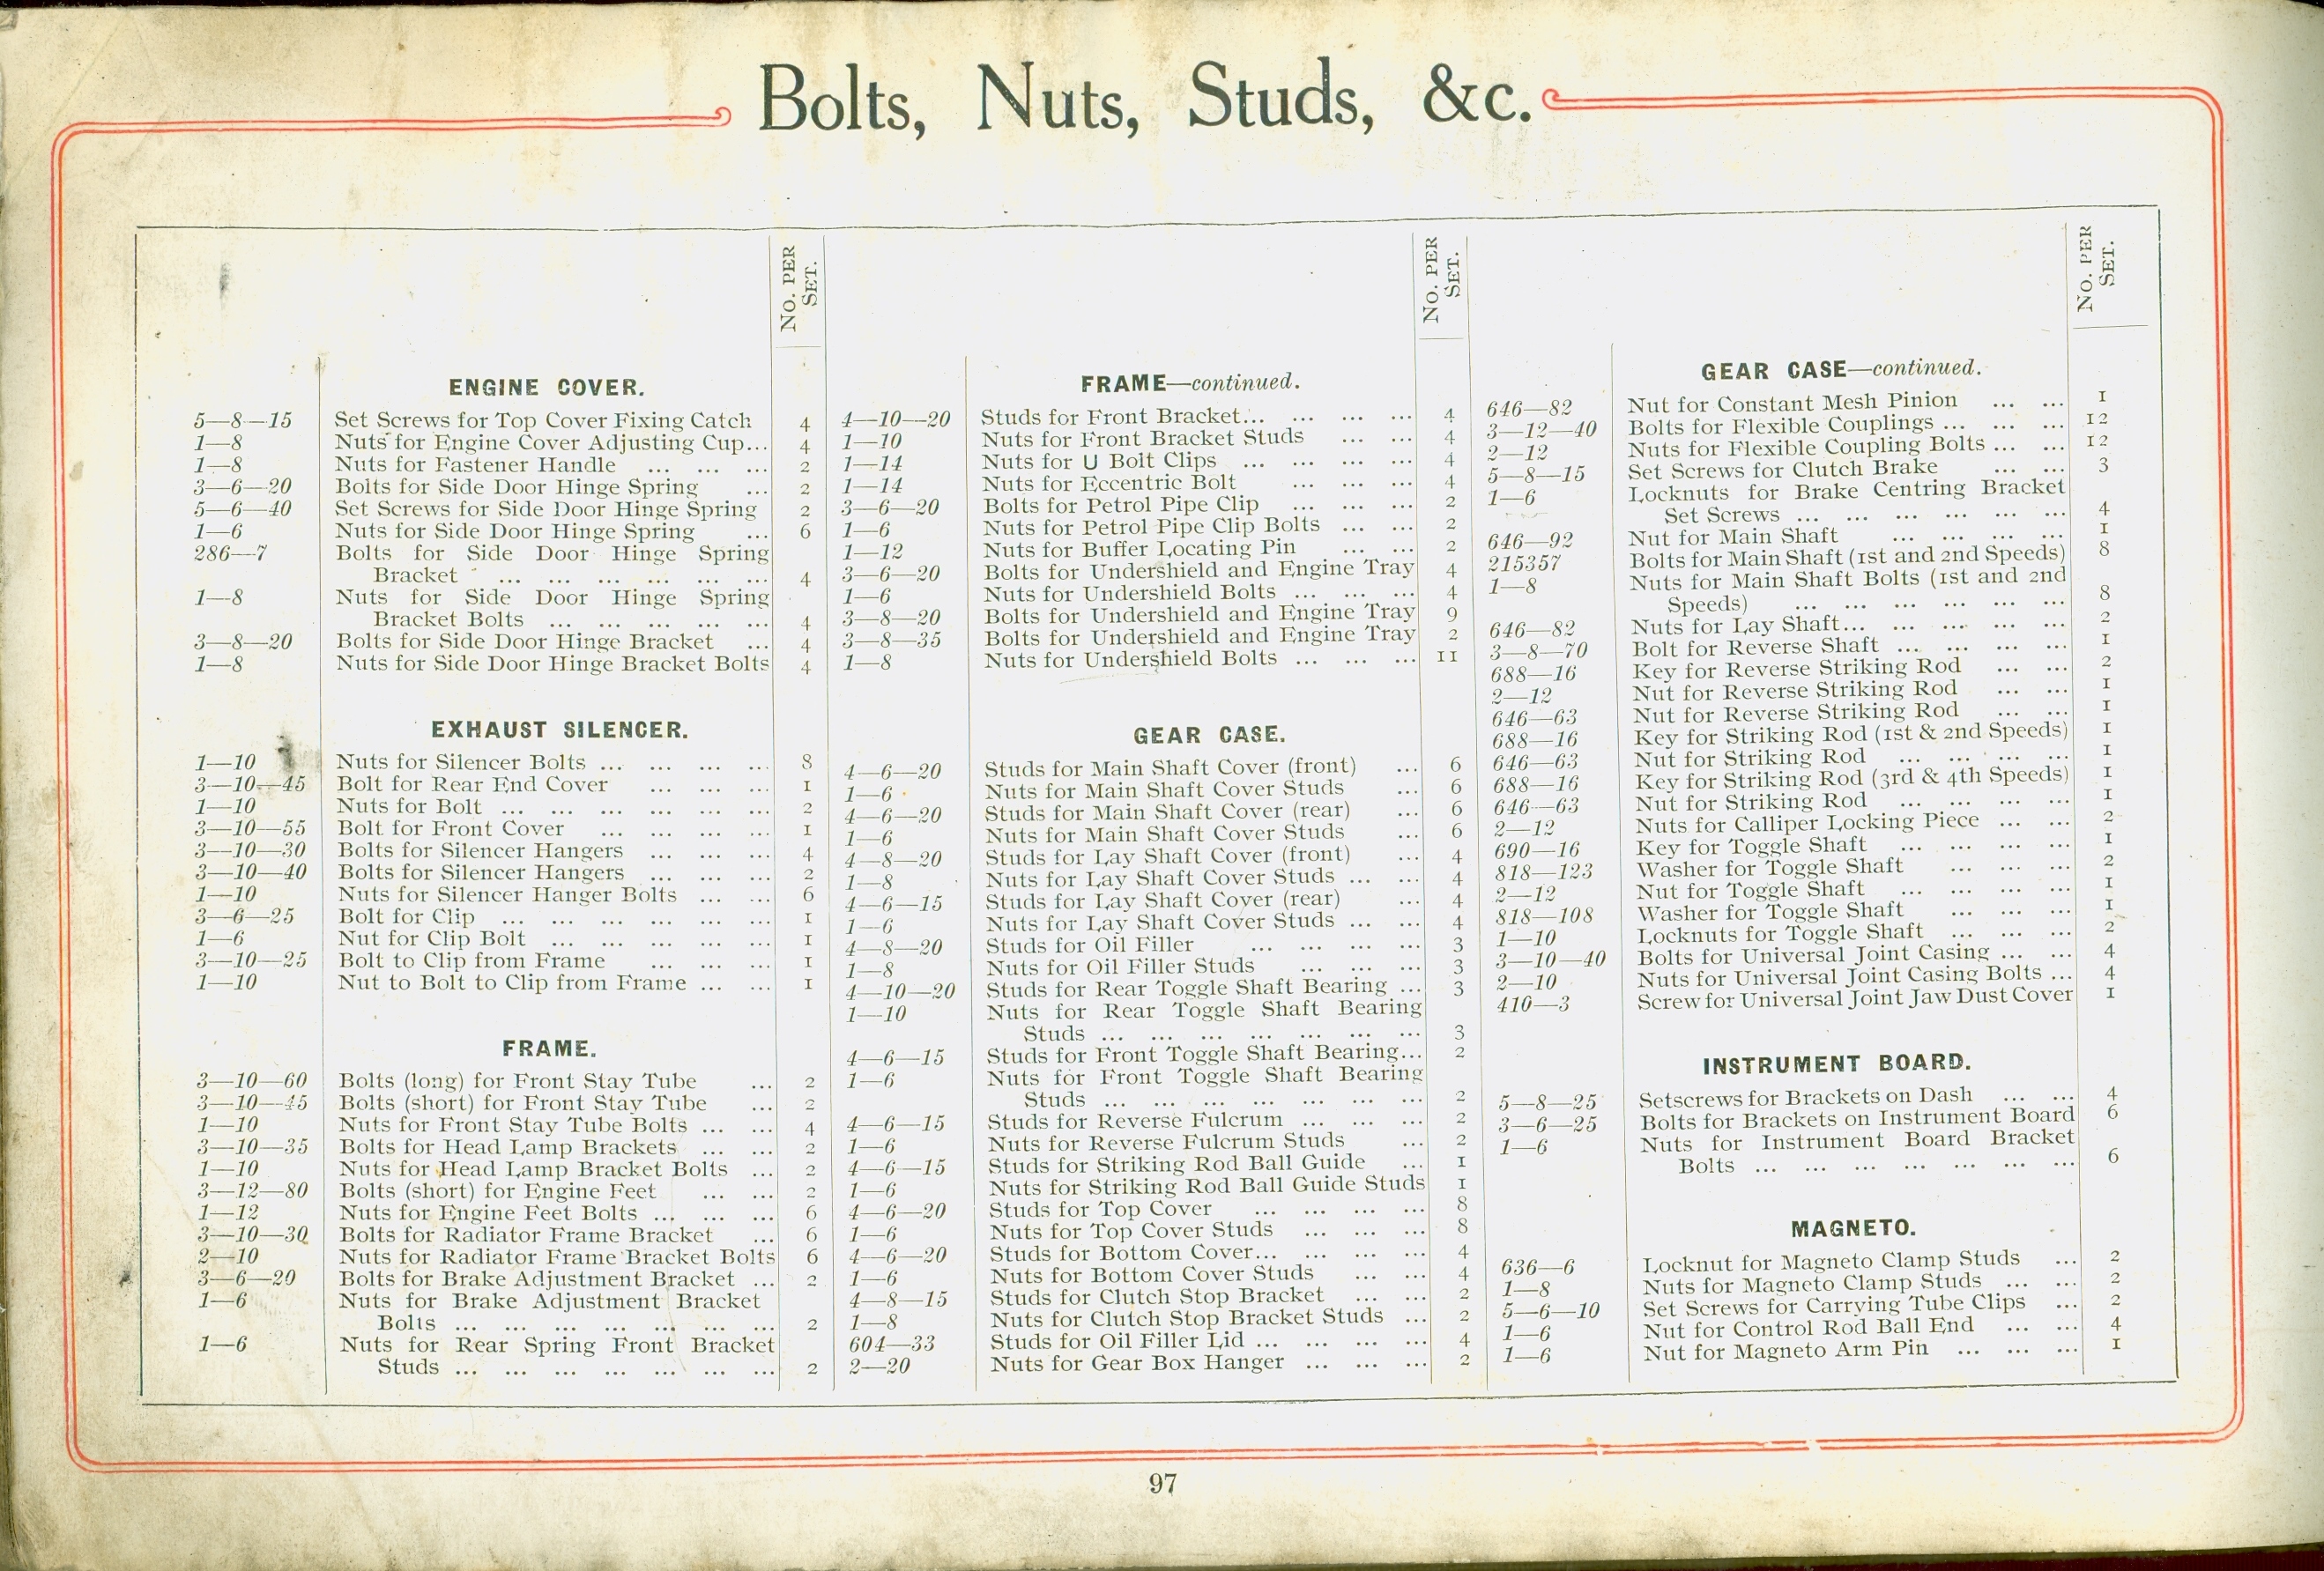 Bolts, Nuts, Studs, &c.
No. PER SET.
ENGINE COVER.
5—8—15 Set Screws for Top Cover Fixing Catch 4
1—8 Nuts for Engine Cover Adjusting Cup... 4
1—8 Nuts for Fastener Handle ... ... ... 2
3—6—20 Bolts for Side Door Hinge Spring ... 2
5—6—40 Set Screws for Side Door Hinge Spring 2
1—6 Nuts for Side Door Hinge Spring ... 6
286—7 Bolts for Side Door Hinge Spring
Bracket ... ... ... ... ... ... 4
1—8 Nuts for Side Door Hinge Spring
Bracket Bolts ... ... ... ... ... 4
3—8—20 Bolts for Side Door Hinge Bracket ... 4
1—8 Nuts for Side Door Hinge Bracket Bolts 4
EXHAUST SILENCER.
1—10 Nuts for Silencer Bolts ... ... ... ... 8
3—10—45 Bolt for Rear End Cover ... ... ... 1
1—10 Nuts for Bolt ... ... ... ... ... ... 2
3—10—55 Bolt for Front Cover ... ... ... ... 1
3—10—30 Bolts for Silencer Hangers ... ... ... 4
3—10—40 Bolts for Silencer Hangers ... ... ... 2
1—10 Nuts for Silencer Hanger Bolts ... ... 6
3—6—25 Bolt for Clip ... ... ... ... ... ... 1
1—6 Nut for Clip Bolt ... ... ... ... ... 1
3—10—25 Bolt to Clip from Frame ... ... ... 1
1—10 Nut to Bolt to Clip from Frame ... ... 1
FRAME.
3—10—60 Bolts (long) for Front Stay Tube ... 2
3—10—45 Bolts (short) for Front Stay Tube ... 2
1—10 Nuts for Front Stay Tube Bolts ... ... 4
3—10—35 Bolts for Head Lamp Brackets ... ... 2
1—10 Nuts for Head Lamp Bracket Bolts ... 2
3—12—80 Bolts (short) for Engine Feet ... ... 2
1—12 Nuts for Engine Feet Bolts ... ... ... 6
3—10—30 Bolts for Radiator Frame Bracket ... 6
2—10 Nuts for Radiator Frame Bracket Bolts 6
3—6—20 Bolts for Brake Adjustment Bracket ... 2
1—6 Nuts for Brake Adjustment Bracket
Bolts ... ... ... ... ... ... ... 2
1—6 Nuts for Rear Spring Front Bracket
Studs ... ... ... ... ... ... ... 2
No. PER SET.
FRAME—continued.
4—10—20 Studs for Front Bracket... ... ... ... 4
1—10 Nuts for Front Bracket Studs ... ... 4
1—14 Nuts for U Bolt Clips ... ... ... ... 4
1—14 Nuts for Eccentric Bolt ... ... ... 4
3—6—20 Bolts for Petrol Pipe Clip ... ... ... 2
1—6 Nuts for Petrol Pipe Clip Bolts ... ... 2
1—12 Nuts for Buffer Locating Pin ... ... 2
3—6—20 Bolts for Undershield and Engine Tray 4
1—6 Nuts for Undershield Bolts ... ... ... 4
3—8—20 Bolts for Undershield and Engine Tray 9
3—8—35 Bolts for Undershield and Engine Tray 2
1—8 Nuts for Undershield Bolts ... ... ... 11
GEAR CASE.
4—6—20 Studs for Main Shaft Cover (front) ... 6
1—6 Nuts for Main Shaft Cover Studs ... 6
4—6—20 Studs for Main Shaft Cover (rear) ... 6
1—6 Nuts for Main Shaft Cover Studs ... 6
4—8—20 Studs for Lay Shaft Cover (front) ... 4
1—8 Nuts for Lay Shaft Cover Studs ... ... 4
4—6—15 Studs for Lay Shaft Cover (rear) ... 4
1—6 Nuts for Lay Shaft Cover Studs ... ... 4
4—8—20 Studs for Oil Filler ... ... ... ... 3
1—8 Nuts for Oil Filler Studs ... ... ... 3
4—10—20 Studs for Rear Toggle Shaft Bearing ... 3
1—10 Nuts for Rear Toggle Shaft Bearing
Studs ... ... ... ... ... ... ... 3
4—6—15 Studs for Front Toggle Shaft Bearing... 2
1—6 Nuts for Front Toggle Shaft Bearing
Studs ... ... ... ... ... ... ... 2
4—6—15 Studs for Reverse Fulcrum ... ... ... 2
1—6 Nuts for Reverse Fulcrum Studs ... 2
4—6—15 Studs for Striking Rod Ball Guide ... 1
1—6 Nuts for Striking Rod Ball Guide Studs 1
4—6—20 Studs for Top Cover ... ... ... ... 8
1—6 Nuts for Top Cover Studs ... ... ... 8
4—6—20 Studs for Bottom Cover... ... ... ... 4
1—6 Nuts for Bottom Cover Studs ... ... 4
4—8—15 Studs for Clutch Stop Bracket ... ... 2
1—8 Nuts for Clutch Stop Bracket Studs ... 2
604—33 Studs for Oil Filler Lid ... ... ... ... 4
2—20 Nuts for Gear Box Hanger ... ... ... 2
No. PER SET.
GEAR CASE—continued.
646—82 Nut for Constant Mesh Pinion ... ... 1
3—12—40 Bolts for Flexible Couplings ... ... ... 12
2—12 Nuts for Flexible Coupling Bolts ... ... 12
5—8—15 Set Screws for Clutch Brake ... ... 3
1—6 Locknuts for Brake Centring Bracket
Set Screws ... ... ... ... ... ... 4
646—92 Nut for Main Shaft ... ... ... ... 1
215357 Bolts for Main Shaft (1st and 2nd Speeds) 8
1—8 Nuts for Main Shaft Bolts (1st and 2nd
Speeds) ... ... ... ... ... ... 8
646—82 Nuts for Lay Shaft... ... ... ... ... 2
3—8—70 Bolt for Reverse Shaft ... ... ... ... 1
688—16 Key for Reverse Striking Rod ... ... 2
2—12 Nut for Reverse Striking Rod ... ... 1
646—63 Nut for Reverse Striking Rod ... ... 1
688—16 Key for Striking Rod (1st & 2nd Speeds) 1
646—63 Nut for Striking Rod ... ... ... ... 1
688—16 Key for Striking Rod (3rd & 4th Speeds) 1
646—63 Nut for Striking Rod ... ... ... ... 1
2—12 Nuts for Calliper Locking Piece ... ... 2
690—16 Key for Toggle Shaft ... ... ... ... 1
818—123 Washer for Toggle Shaft ... ... ... 2
2—12 Nut for Toggle Shaft ... ... ... ... 1
818—108 Washer for Toggle Shaft ... ... ... 1
1—10 Locknuts for Toggle Shaft ... ... ... 2
3—10—40 Bolts for Universal Joint Casing ... ... 4
2—10 Nuts for Universal Joint Casing Bolts ... 4
410—3 Screw for Universal Joint Jaw Dust Cover 1
INSTRUMENT BOARD.
5—8—25 Setscrews for Brackets on Dash ... ... 4
3—6—25 Bolts for Brackets on Instrument Board 6
1—6 Nuts for Instrument Board Bracket
Bolts ... ... ... ... ... ... ... 6
MAGNETO.
636—6 Locknut for Magneto Clamp Studs ... 2
1—8 Nuts for Magneto Clamp Studs ... ... 2
5—6—10 Set Screws for Carrying Tube Clips ... 2
1—6 Nut for Control Rod Ball End ... ... 4
1—6 Nut for Magneto Arm Pin ... ... ... 1
97